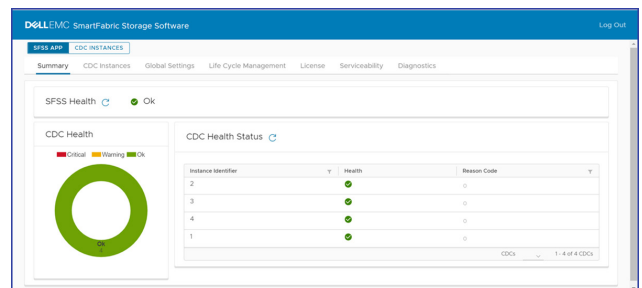 DELLEMC SmartFabric Storage Software
Log Out
SFSS APP CDC INSTANCES
Summary CDC Instances Global Settings Life Cycle Management License Serviceability Diagnostics
SFSS Health Ok
CDC Health
Critical Warning Ok
Ok
CDC Health Status
Instance Identifier Health Reason Code
2 0
3 0
4 0
1 0
CDCs 1 - 4 of 4 CDCs